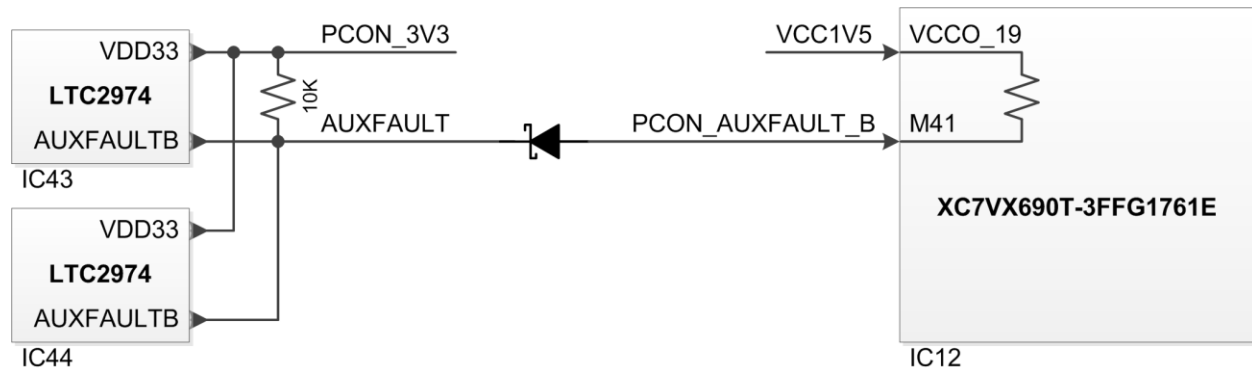 VDD33
LTC2974
AUXFAULTB
IC43
VDD33
LTC2974
AUXFAULTB
IC44
PCON_3V3
10K
AUXFAULT
PCON_AUXFAULT_B
VCC1V5
VCCO_19
M41
XC7VX690T-3FFG1761E
IC12